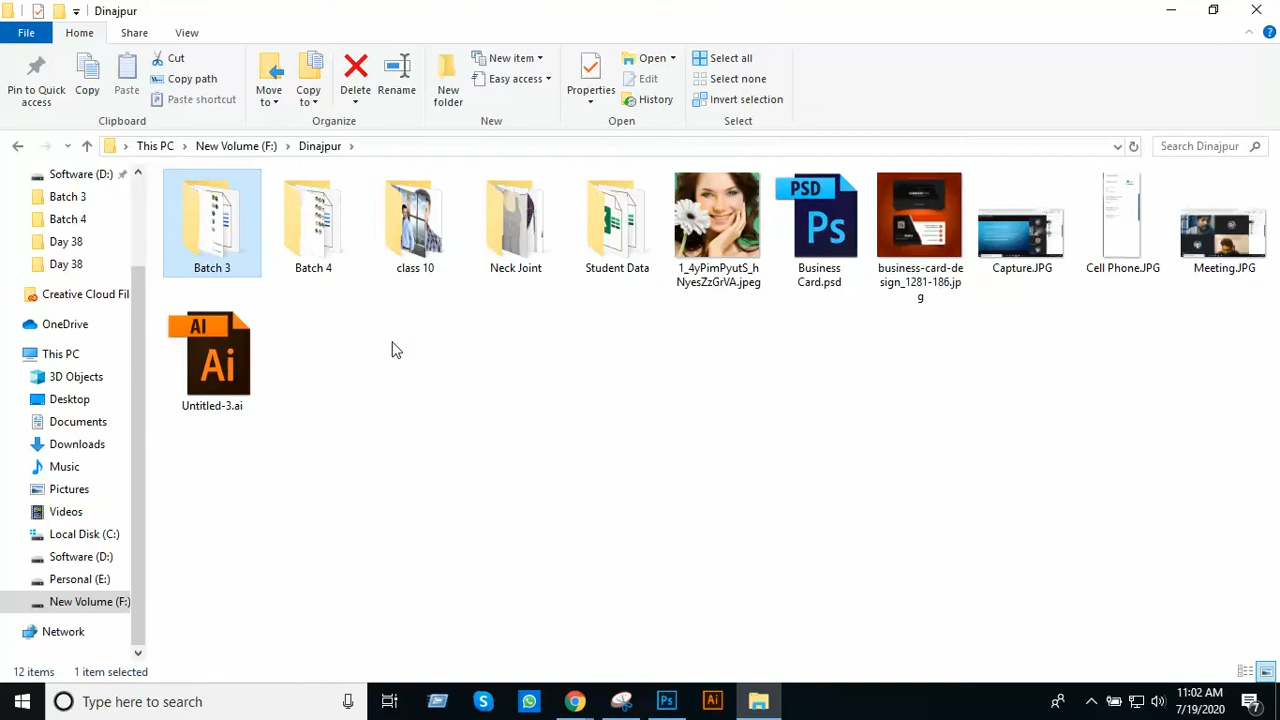 Dinajpur
File
Home
Share
View
Pin to Quick access
Copy
Paste
Cut
Copy path
Paste shortcut
Clipboard
Move to
Copy to
Delete
Rename
Organize
New folder
New item
Easy access
New
Properties
Open
Edit
History
Open
Select all
Select none
Invert selection
Select
This PC
New Volume (F:)
Dinajpur
Search Dinajpur
Software (D:)
Batch 3
Batch 4
Day 38
Day 38
Creative Cloud Fil
OneDrive
This PC
3D Objects
Desktop
Documents
Downloads
Music
Pictures
Videos
Local Disk (C:)
Software (D:)
Personal (E:)
New Volume (F:)
Network
Batch 3
Batch 4
class 10
Neck Joint
Student Data
1_4yPimPyutS_h
NyesZzGrVA.jpeg
PSD
Ps
Business
Card.psd
business-card-de
sign_1281-186.jp
g
Capture.JPG
Cell Phone.JPG
Meeting.JPG
AI
Ai
Untitled-3.ai
12 items
1 item selected
Type here to search
Ps
Ai
11:02 AM
7/19/2020
7